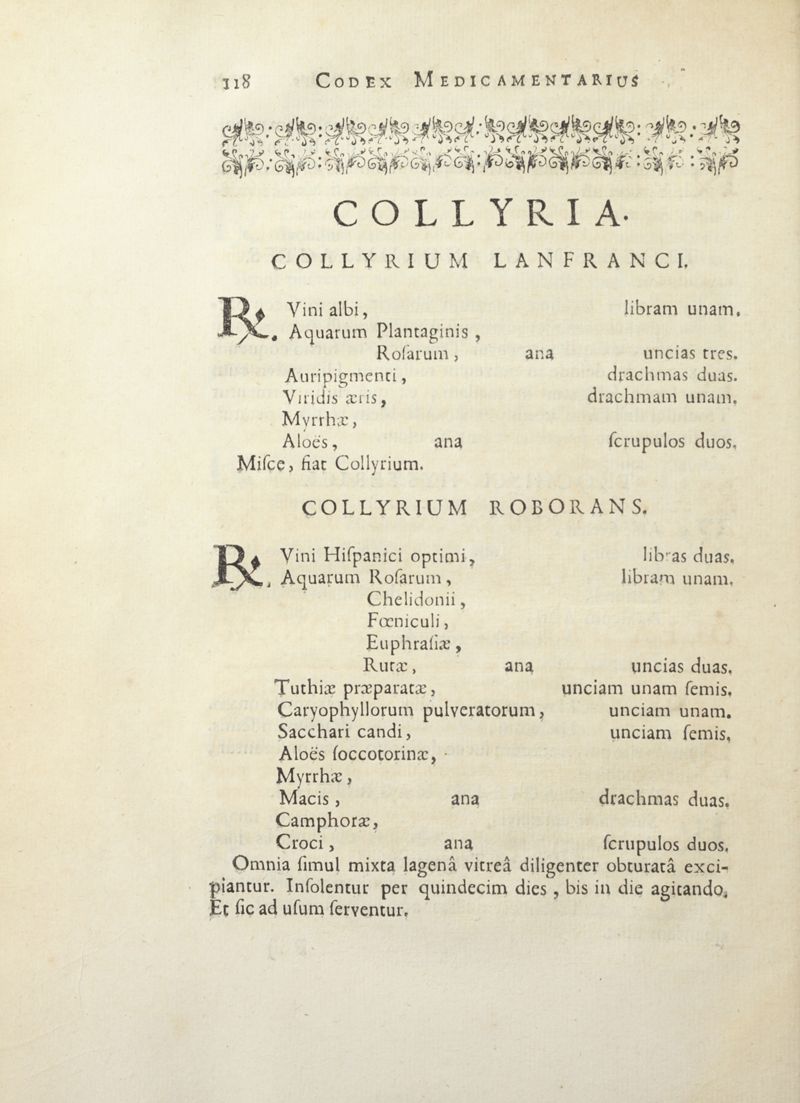 118 CODEX MEDICAMENTARIUS
COLLYRIA.
COLLYRIUM LANFRANCI.
℞. Vini albi, libram unam.
Aquarum Plantaginis,
Roſarum, ana uncias tres.
Auripigmenti, drachmas duas.
Viridis æris, drachmam unam.
Myrrhæ,
Aloës, ana ſcrupulos duos.
Miſce, fiat Collyrium.
COLLYRIUM ROBORANS.
℞. Vini Hiſpanici optimi, libras duas.
Aquarum Roſarum, libram unam.
Chelidonii,
Fœniculi,
Euphraſiæ,
Rutæ, ana uncias duas.
Tuthiæ præparatæ, unciam unam ſemis.
Caryophyllorum pulveratorum, unciam unam.
Sacchari candi, unciam ſemis.
Aloës ſoccotorinæ,
Myrrhæ,
Macis, ana drachmas duas.
Camphoræ,
Croci, ana ſcrupulos duos.
Omnia ſimul mixta lagenâ vitreâ diligenter obturatâ exci-
piantur. Inſolentur per quindecim dies, bis in die agitando.
Et ſic ad uſum ſerventur.